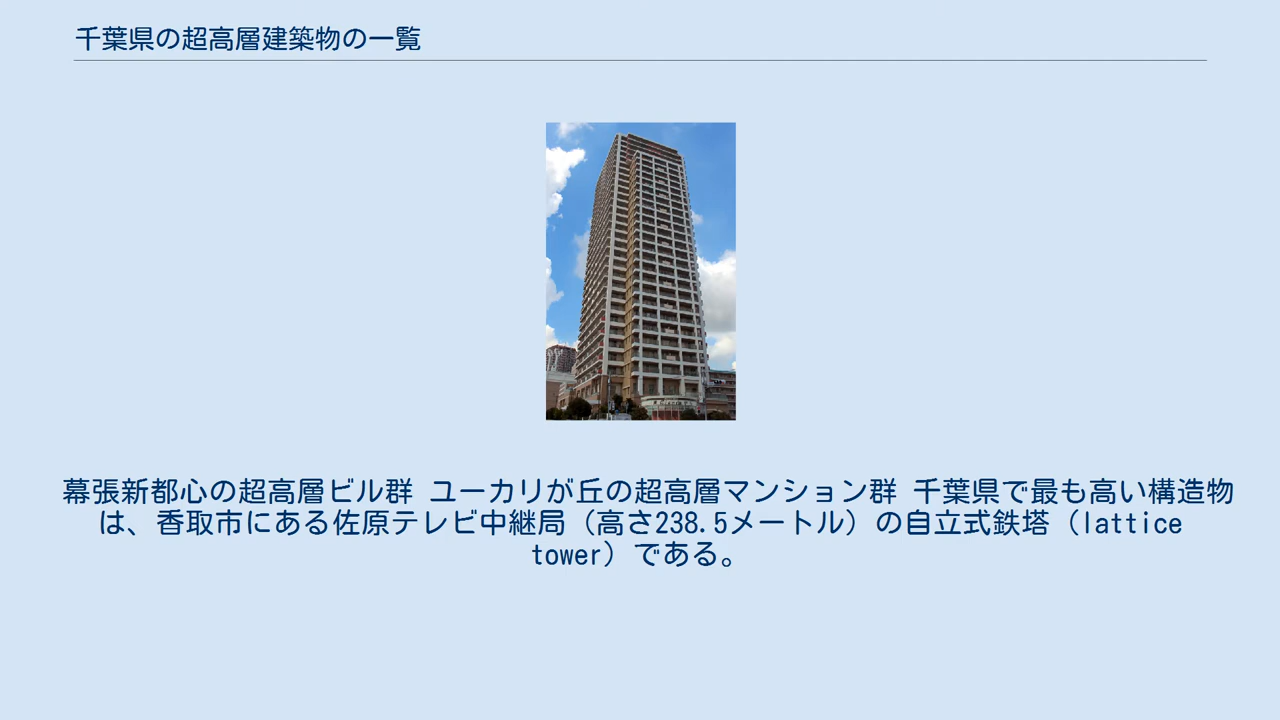 千葉県の超高層建築物の一覧
幕張新都心の超高層ビル群 ユーカリが丘の超高層マンション群 千葉県で最も高い構造物
は、香取市にある佐原テレビ中継局（高さ238.5メートル）の自立式鉄塔（lattice
tower）である。